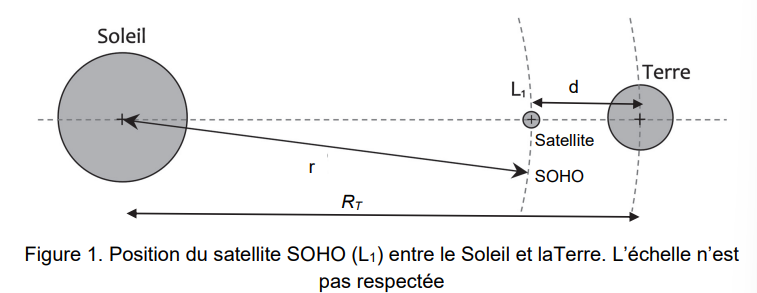 Soleil
Terre
L₁
d
Satellite
r
SOHO
R_T
Figure 1. Position du satellite SOHO (L₁) entre le Soleil et laTerre. L'échelle n'est
pas respectée